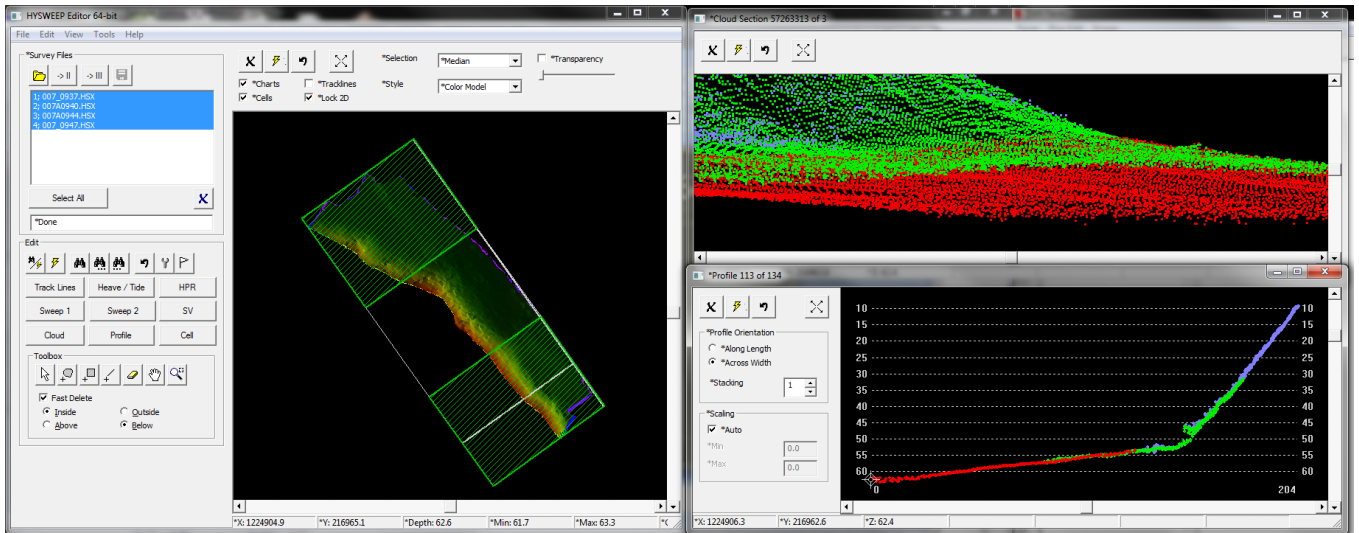 HYSWEEP Editor 64-bit
File Edit View Tools Help
*Survey Files
-> II
-> III
1; 007_0937.HSX
2; 007A0940.HSX
3; 007A0944.HSX
4; 007_0947.HSX
Select All
X
*Done
Edit
Track Lines Heave / Tide HPR
Sweep 1 Sweep 2 SV
Cloud Profile Cell
Toolbox
Fast Delete
Inside Outside
Above Below
X
*Selection *Median *Transparency
*Charts *Tracklines *Style *Color Model
*Cells *Lock 2D
*X: 1224904.9 *Y: 216965.1 *Depth: 62.6 *Min: 61.7 *Max: 63.3 *(
*Cloud Section 57263313 of 3
X
*Profile 113 of 134
X
*Profile Orientation
*Along Length
*Across Width
*Stacking 1
*Scaling
*Auto
*Min 0.0
*Max 0.0
10 10
15 15
20 20
25 25
30 30
35 35
40 40
45 45
50 50
55 55
60 60
0 204
*X: 1224906.3 *Y: 216962.6 *Z: 62.4